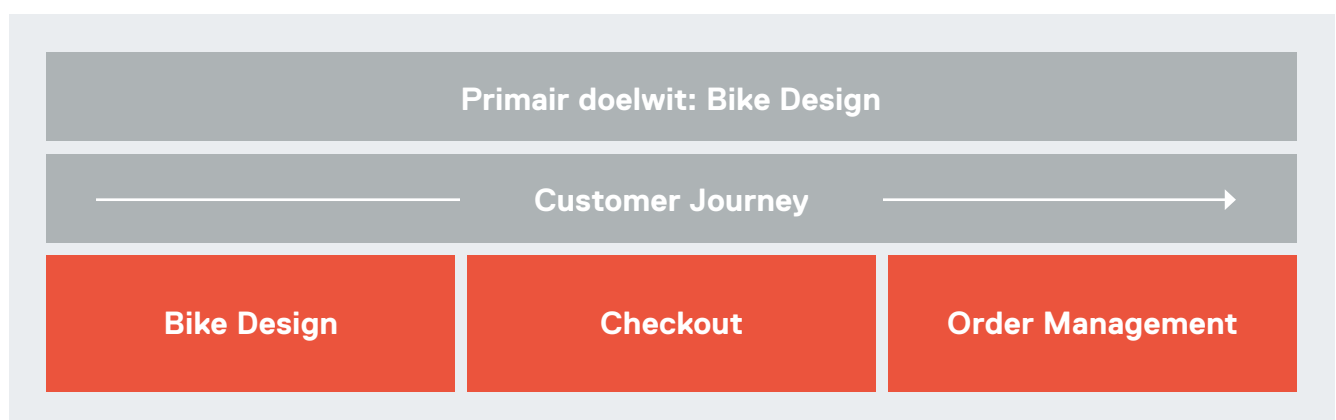 Primair doelwit: Bike Design
Customer Journey
Bike Design
Checkout
Order Management